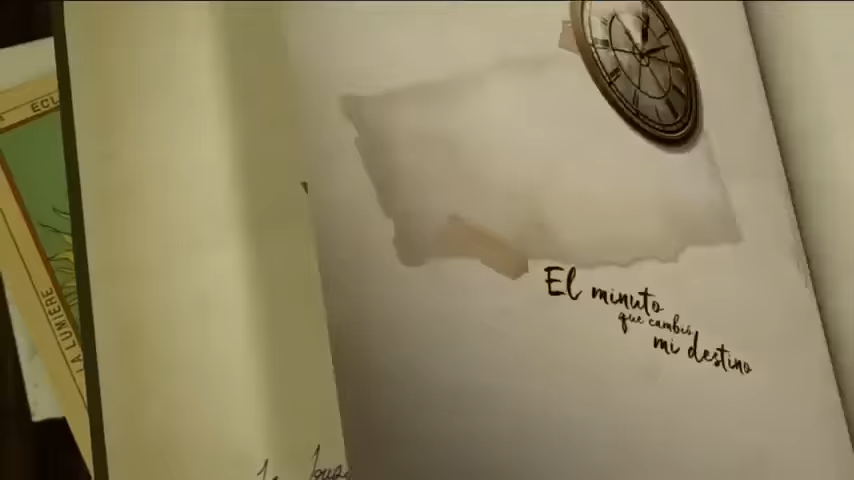 ECL
LA LUMIERE
El minuto
que cambió
mi destino